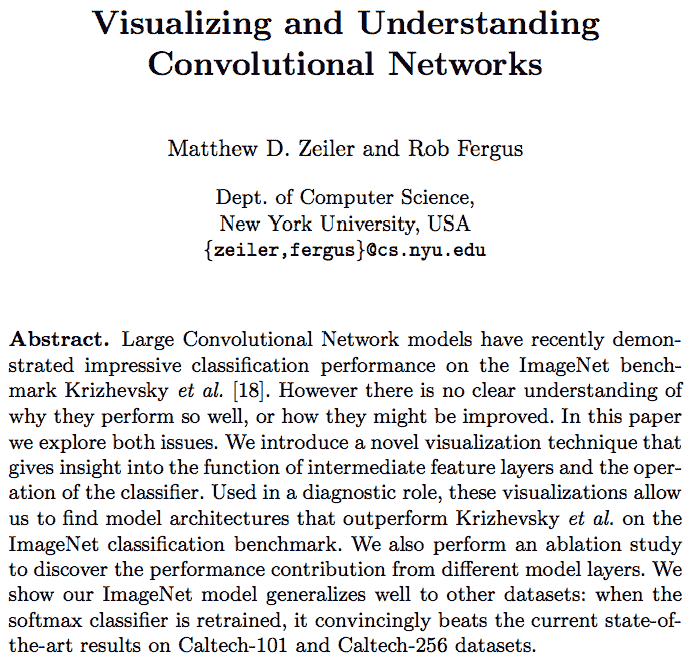 Visualizing and Understanding
Convolutional Networks
Matthew D. Zeiler and Rob Fergus
Dept. of Computer Science,
New York University, USA
{zeiler,fergus}@cs.nyu.edu
Abstract. Large Convolutional Network models have recently demon-
strated impressive classification performance on the ImageNet bench-
mark Krizhevsky et al. [18]. However there is no clear understanding of
why they perform so well, or how they might be improved. In this paper
we explore both issues. We introduce a novel visualization technique that
gives insight into the function of intermediate feature layers and the oper-
ation of the classifier. Used in a diagnostic role, these visualizations allow
us to find model architectures that outperform Krizhevsky et al. on the
ImageNet classification benchmark. We also perform an ablation study
to discover the performance contribution from different model layers. We
show our ImageNet model generalizes well to other datasets: when the
softmax classifier is retrained, it convincingly beats the current state-of-
the-art results on Caltech-101 and Caltech-256 datasets.